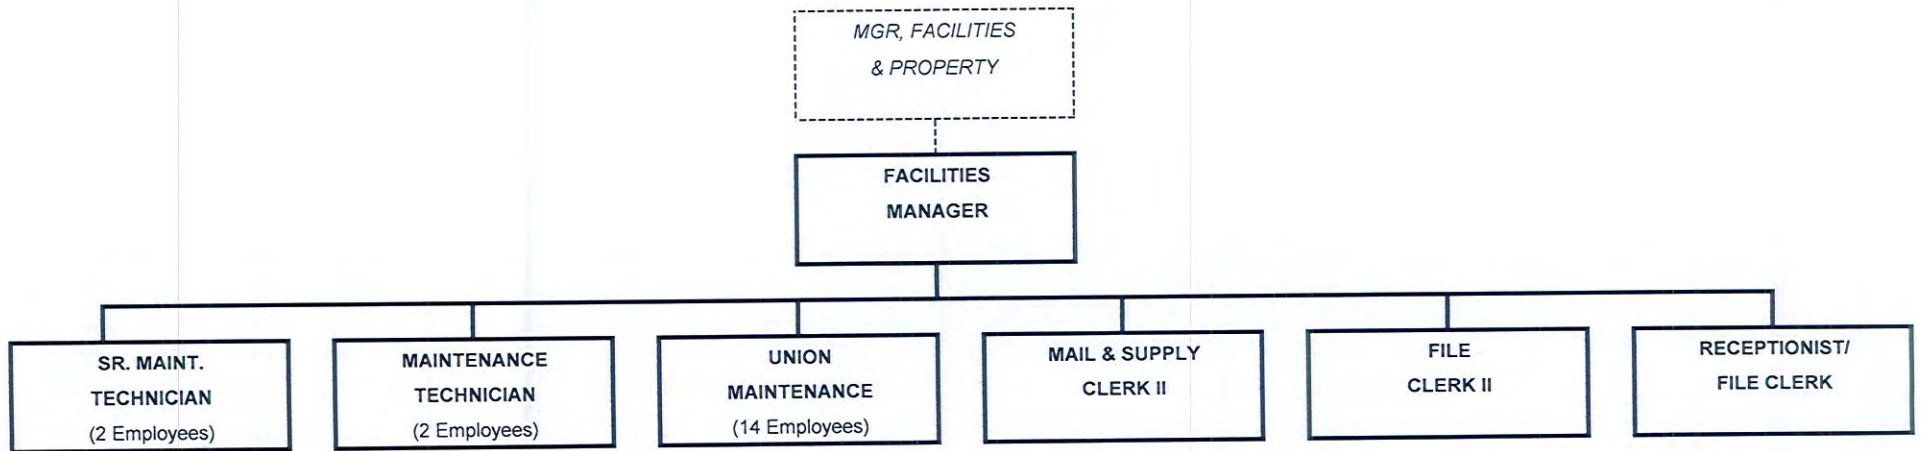 MGR, FACILITIES
& PROPERTY
FACILITIES
MANAGER
SR. MAINT.
TECHNICIAN
(2 Employees)
MAINTENANCE
TECHNICIAN
(2 Employees)
UNION
MAINTENANCE
(14 Employees)
MAIL & SUPPLY
CLERK II
FILE
CLERK II
RECEPTIONIST/
FILE CLERK